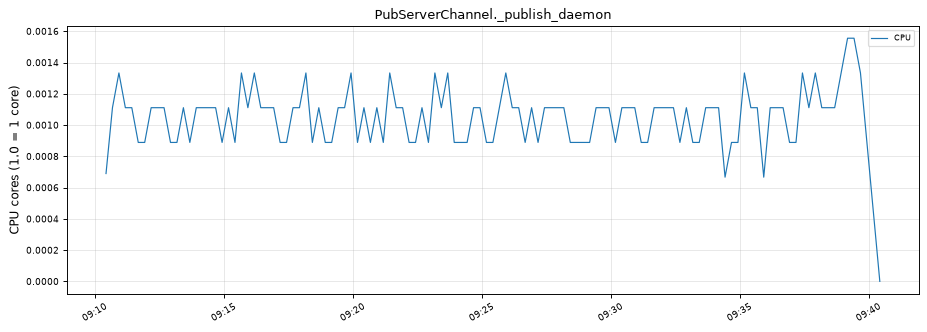 PubServerChannel._publish_daemon
CPU cores (1.0 = 1 core)
0.0016
0.0014
0.0012
0.0010
0.0008
0.0006
0.0004
0.0002
0.0000
CPU
09:10 09:15 09:20 09:25 09:30 09:35 09:40